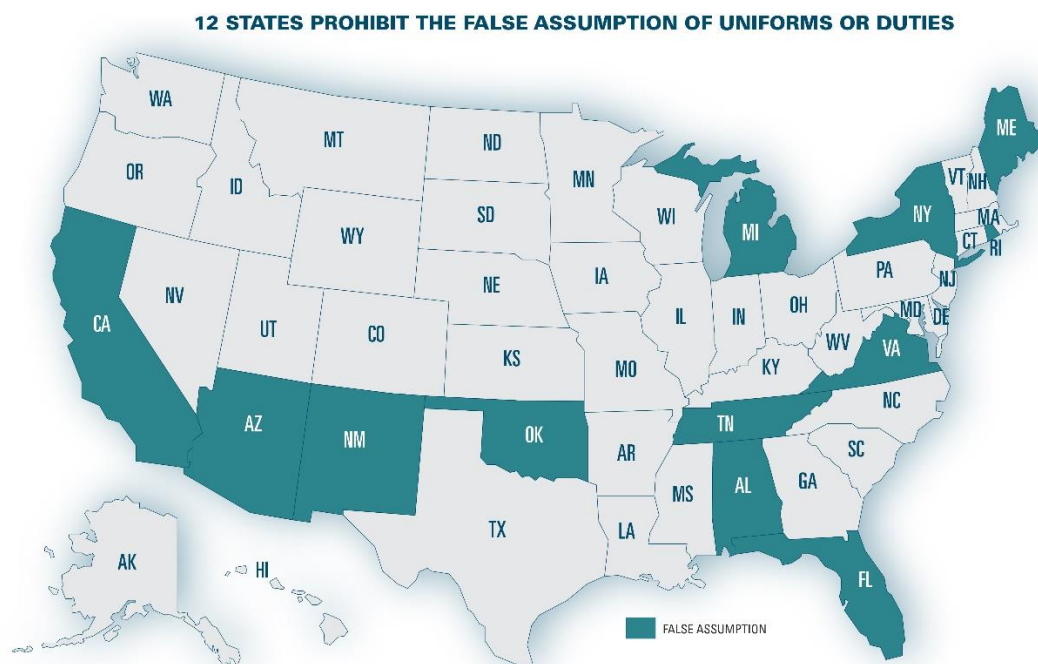 12 STATES PROHIBIT THE FALSE ASSUMPTION OF UNIFORMS OR DUTIES
WA
MT
ND
MN
ME
OR
ID
SD
WI
MI
VT
NH
NY
MA
WY
CT
RI
NV
NE
IA
PA
NJ
CA
UT
CO
IL
IN
OH
MD
DE
KS
MO
WV
VA
KY
AZ
NM
OK
TN
NC
AR
SC
MS
AL
GA
TX
LA
AK
HI
FL
FALSE ASSUMPTION